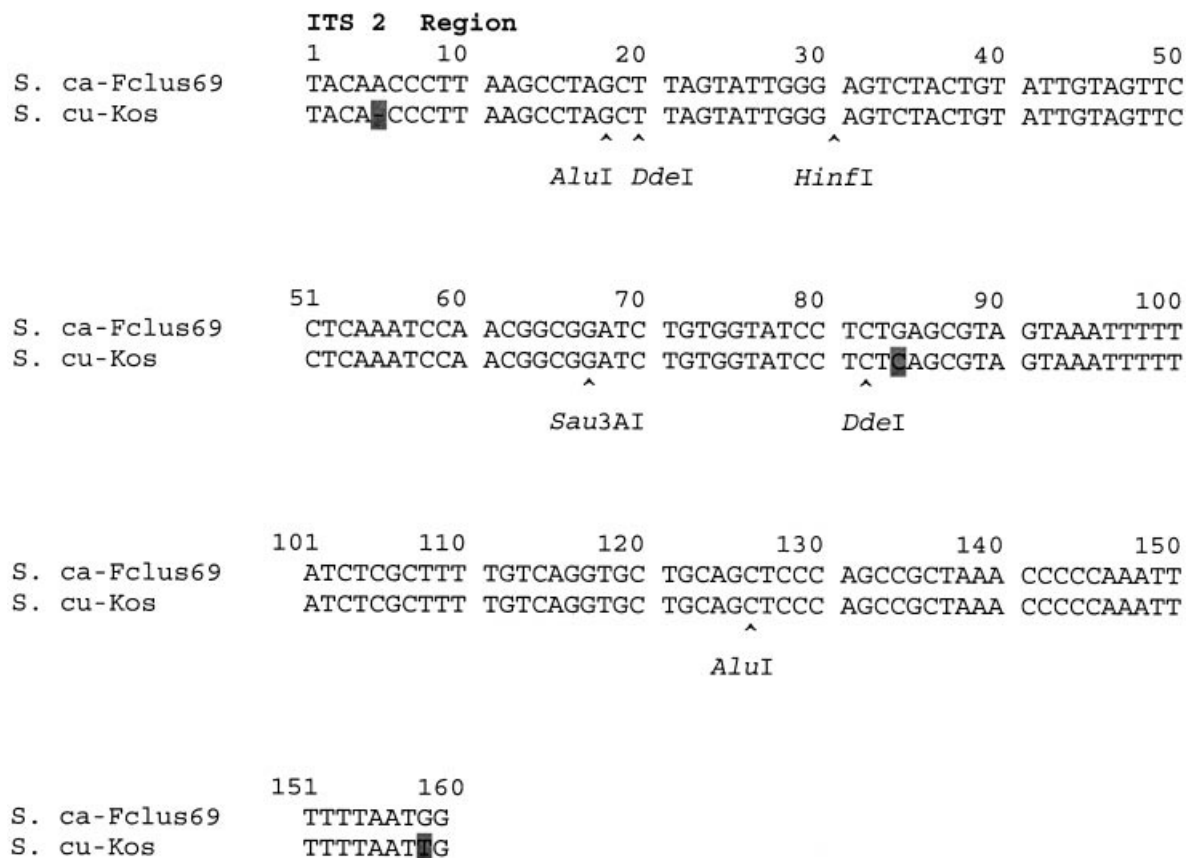 ITS 2 Region
1 10 20 30 40 50
S. ca-Fclus69 TACAACCCTT AAGCCTAGCT TAGTATTGGG AGTCTACTGT ATTGTAGTTC
S. cu-Kos TACA-CCCTT AAGCCTAGCT TAGTATTGGG AGTCTACTGT ATTGTAGTTC
^ ^ ^
AluI DdeI HinfI
51 60 70 80 90 100
S. ca-Fclus69 CTCAAATCCA ACGGCGGATC TGTGGTATCC TCTGAGCGTA GTAAATTTTT
S. cu-Kos CTCAAATCCA ACGGCGGATC TGTGGTATCC TCTCAGCGTA GTAAATTTTT
^ ^
Sau3AI DdeI
101 110 120 130 140 150
S. ca-Fclus69 ATCTCGCTTT TGTCAGGTGC TGCAGCTCCC AGCCGCTAAA CCCCCAAATT
S. cu-Kos ATCTCGCTTT TGTCAGGTGC TGCAGCTCCC AGCCGCTAAA CCCCCAAATT
^
AluI
151 160
S. ca-Fclus69 TTTTAATGG
S. cu-Kos TTTTAATTG